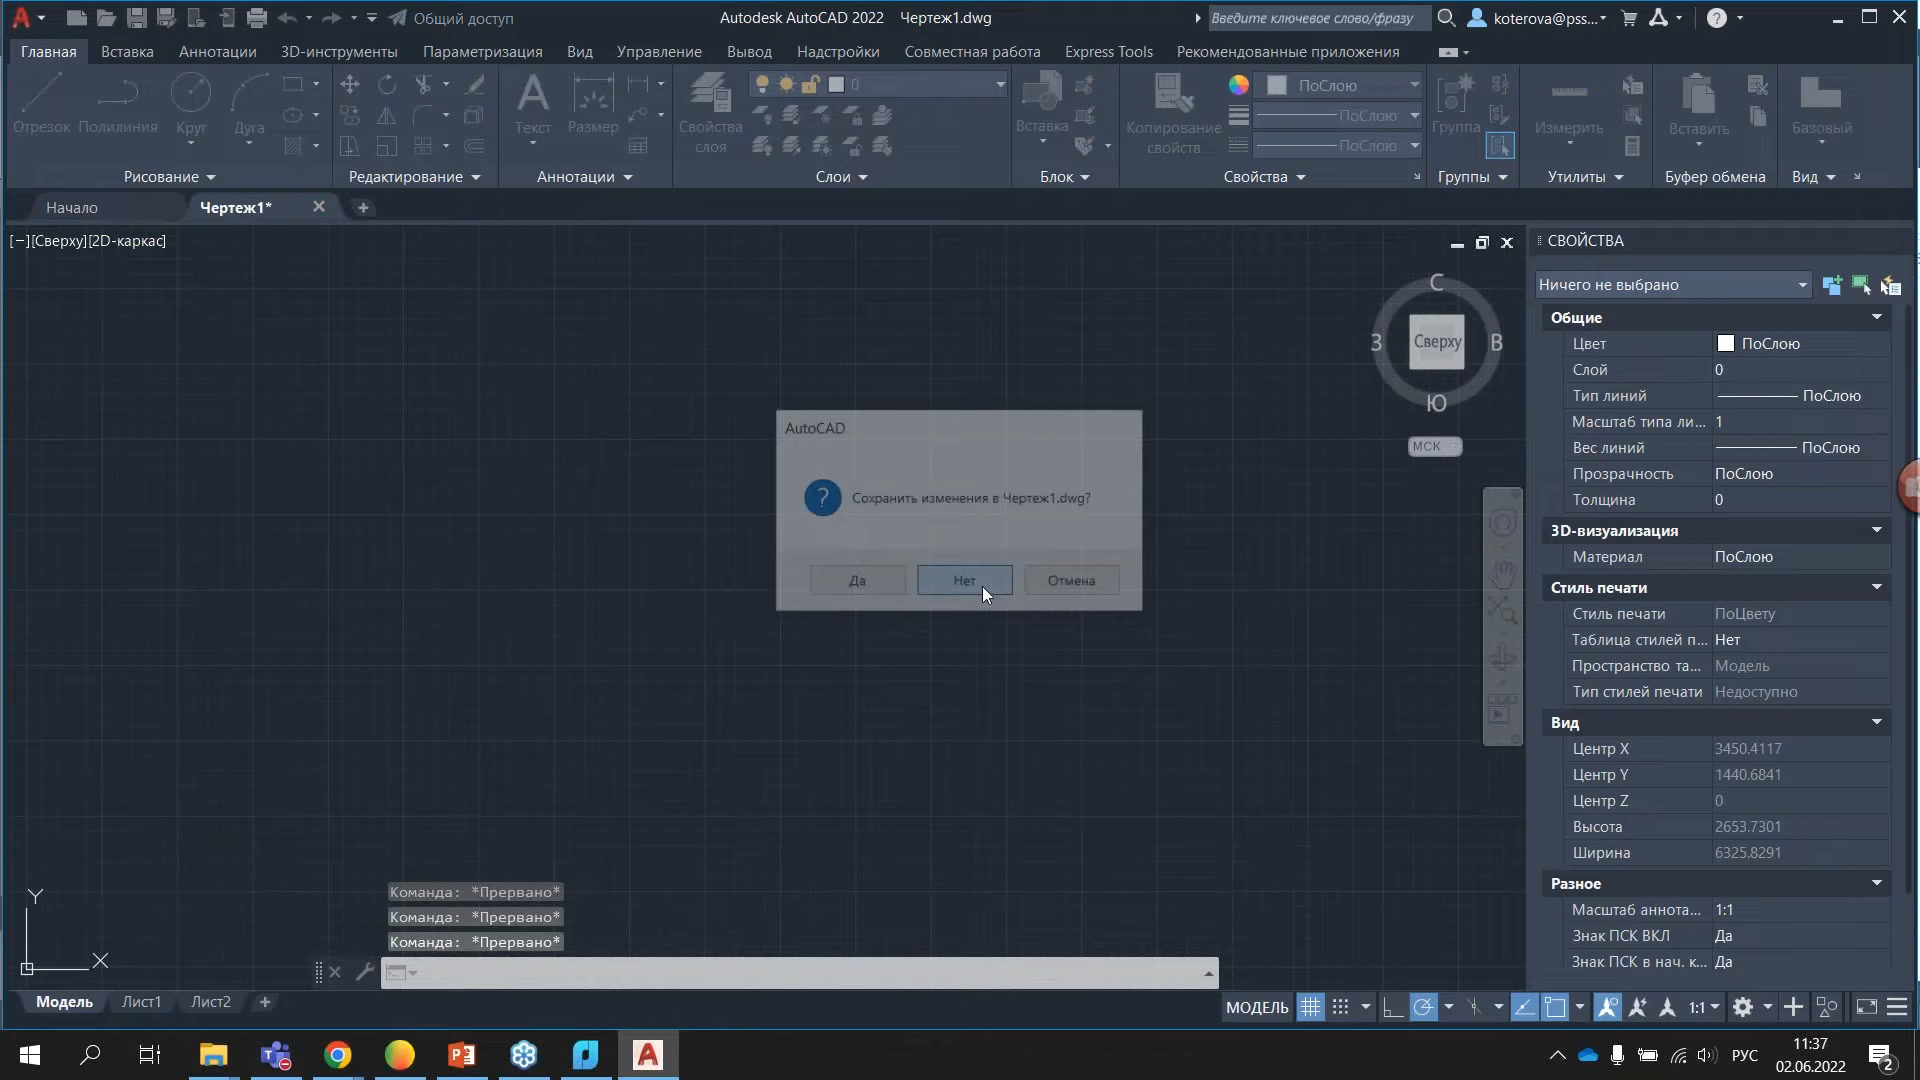 Общий доступ
Autodesk AutoCAD 2022 Чертеж1.dwg
Введите ключевое слово/фразу
koterova@pss...
Главная
Вставка
Аннотации
3D-инструменты
Параметризация
Вид
Управление
Вывод
Надстройки
Совместная работа
Express Tools
Рекомендованные приложения
Отрезок
Полилиния
Круг
Дуга
Текст
Размер
Свойства слоя
0
Вставка
Копирование свойств
ПоСлою
ПоСлою
ПоСлою
Группа
Измерить
Вставить
Базовый
Рисование
Редактирование
Аннотации
Слои
Блок
Свойства
Группы
Утилиты
Буфер обмена
Вид
Начало
Чертеж1*
[−][Сверху][2D-каркас]
С
З
Сверху
В
Ю
МСК
AutoCAD
Сохранить изменения в Чертеж1.dwg?
Да
Нет
Отмена
СВОЙСТВА
Ничего не выбрано
Общие
Цвет ПоСлою
Слой 0
Тип линий ПоСлою
Масштаб типа ли... 1
Вес линий ПоСлою
Прозрачность ПоСлою
Толщина 0
3D-визуализация
Материал ПоСлою
Стиль печати
Стиль печати ПоЦвету
Таблица стилей п... Нет
Пространство та... Модель
Тип стилей печати Недоступно
Вид
Центр X 3450.4117
Центр Y 1440.6841
Центр Z 0
Высота 2653.7301
Ширина 6325.8291
Разное
Масштаб аннота... 1:1
Знак ПСК ВКЛ Да
Знак ПСК в нач. к... Да
Y
X
Команда: *Прервано*
Команда: *Прервано*
Команда: *Прервано*
Модель
Лист1
Лист2
МОДЕЛЬ
1:1
РУС
11:37
02.06.2022
2